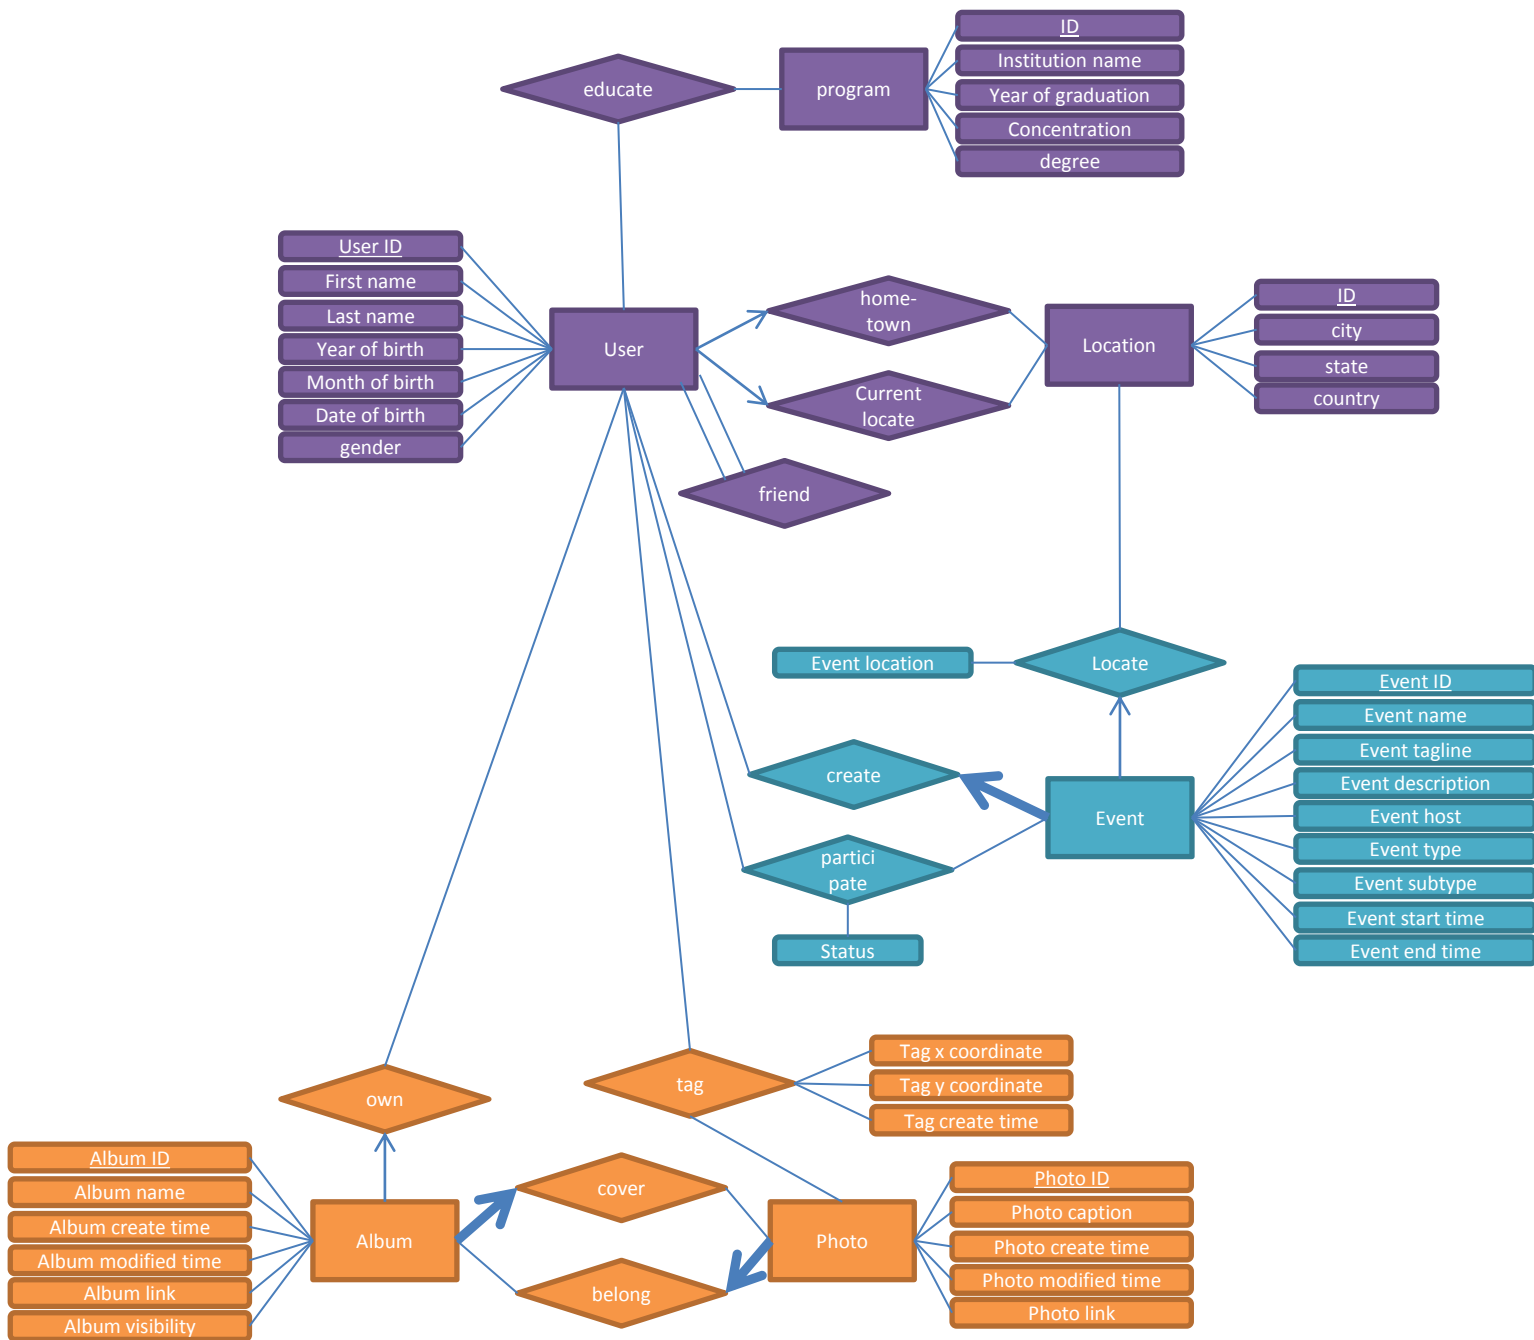 ID
Institution name
educate
program
Year of graduation
Concentration
degree
User ID
First name
Last name
Year of birth
Month of birth
Date of birth
gender
User
home-
town
Current
locate
friend
Location
ID
city
state
country
Event location
Locate
create
Event
partici
pate
Status
Event ID
Event name
Event tagline
Event description
Event host
Event type
Event subtype
Event start time
Event end time
own
tag
Tag x coordinate
Tag y coordinate
Tag create time
Album ID
Album name
Album create time
Album modified time
Album link
Album visibility
Album
cover
belong
Photo
Photo ID
Photo caption
Photo create time
Photo modified time
Photo link